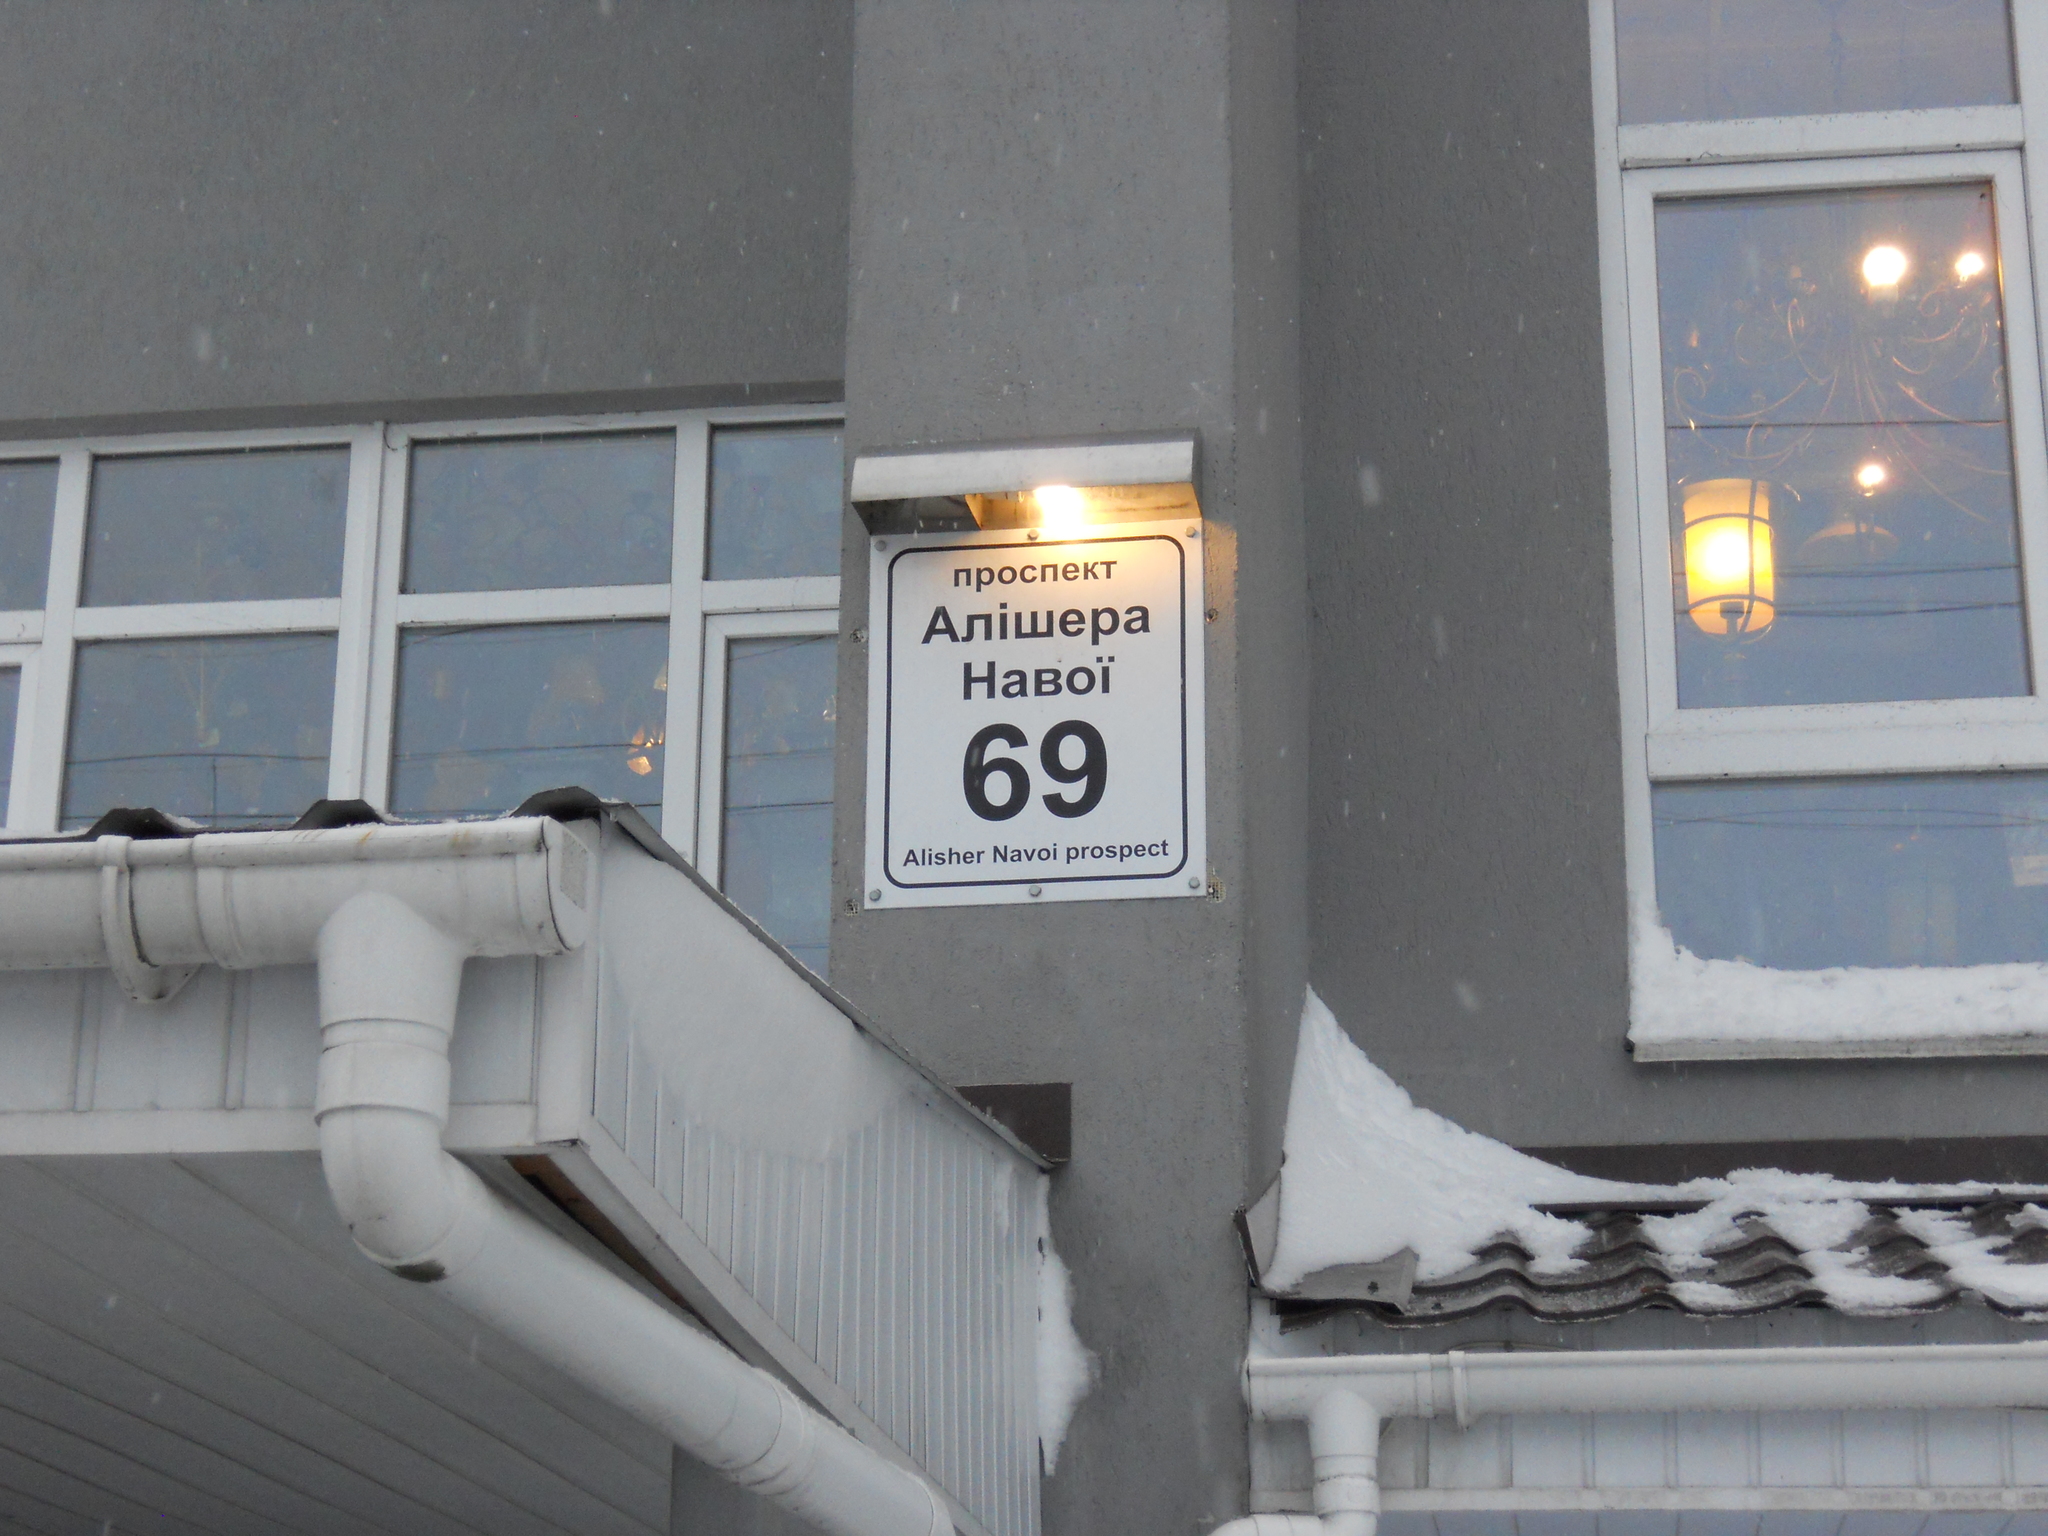 проспект
Алішера
Навої
69
Alisher Navoi prospect